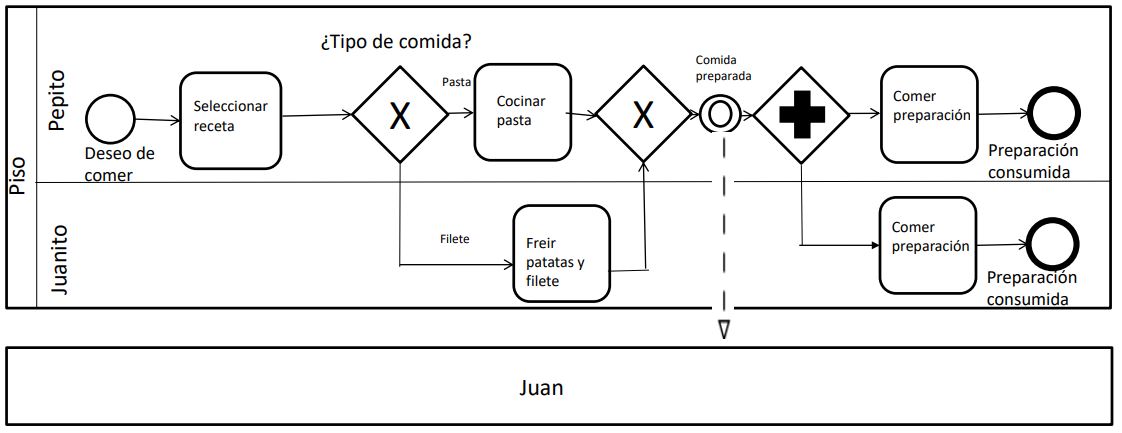 Piso
Pepito
Deseo de
comer
Seleccionar
receta
¿Tipo de comida?
X
Pasta
Cocinar
pasta
X
Comida
preparada
Comer
preparación
Preparación
consumida
Juanito
Filete
Freir
patatas y
filete
Comer
preparación
Preparación
consumida
Juan